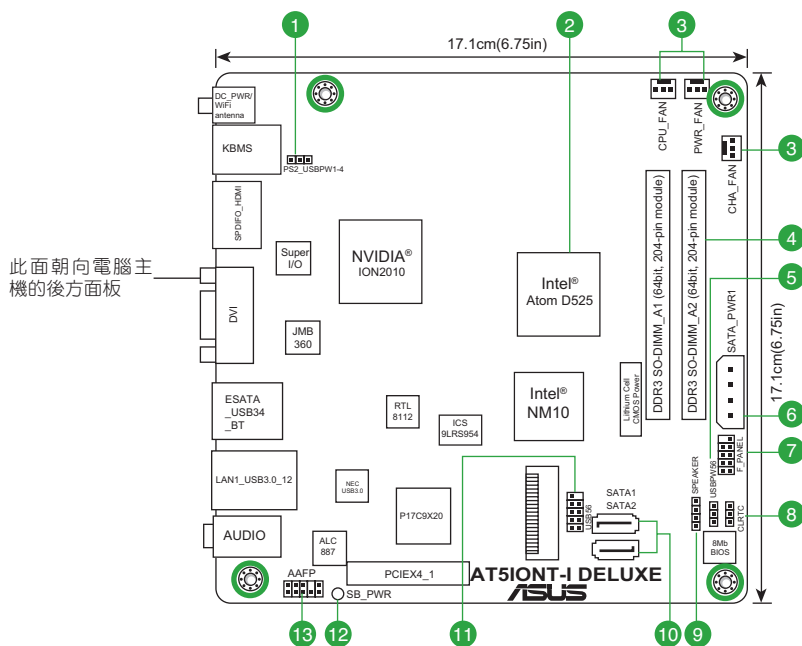 1
2
3
17.1cm(6.75in)
DC_PWR/
WiFi
antenna
KBMS
PS2_USBPW1-4
CPU_FAN
PWR_FAN
CHA_FAN
3
SPDIFO_HDMI
Super
I/O
NVIDIA®
ION2010
Intel®
Atom D525
DDR3 SO-DIMM_A1 (64bit, 204-pin module)
DDR3 SO-DIMM_A2 (64bit, 204-pin module)
4
5
此面朝向電腦主
機的後方面板
DVI
JMB
360
SATA_PWR1
17.1cm(6.75in)
ESATA
_USB34
_BT
RTL
8112
ICS
9LRS954
Intel®
NM10
Lithium Cell
CMOS Power
6
F_PANEL
7
LAN1_USB3.0_12
NEC
USB3.0
P17C9X20
11
USB56
SATA1
SATA2
SPEAKER
USBPW56
CLRTC
8
AUDIO
ALC
887
8Mb
BIOS
PCIEX4_1
AT5IONT-I DELUXE
ASUS
AAFP
SB_PWR
13
12
11
10
9